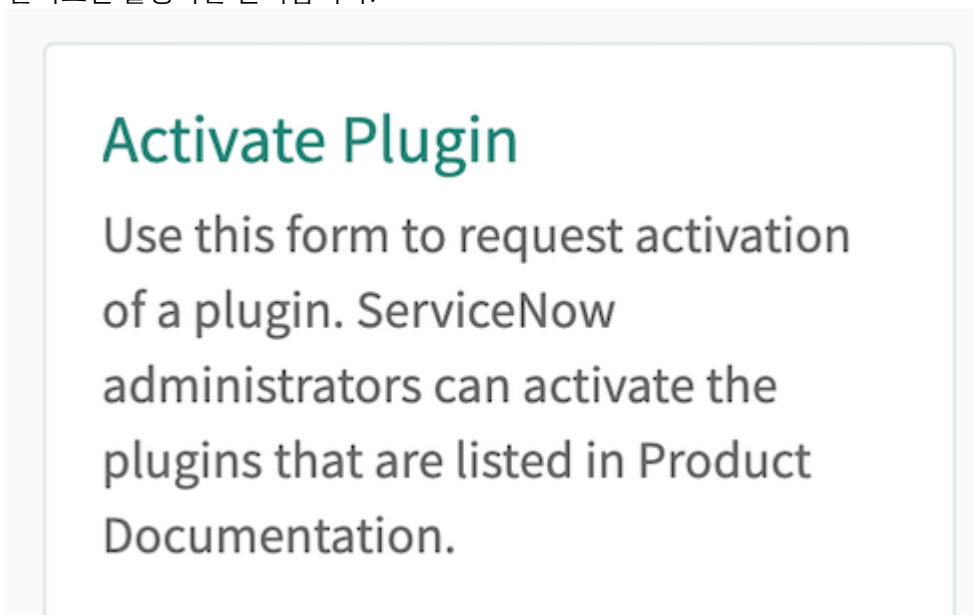 Activate Plugin
Use this form to request activation
of a plugin. ServiceNow
administrators can activate the
plugins that are listed in Product
Documentation.